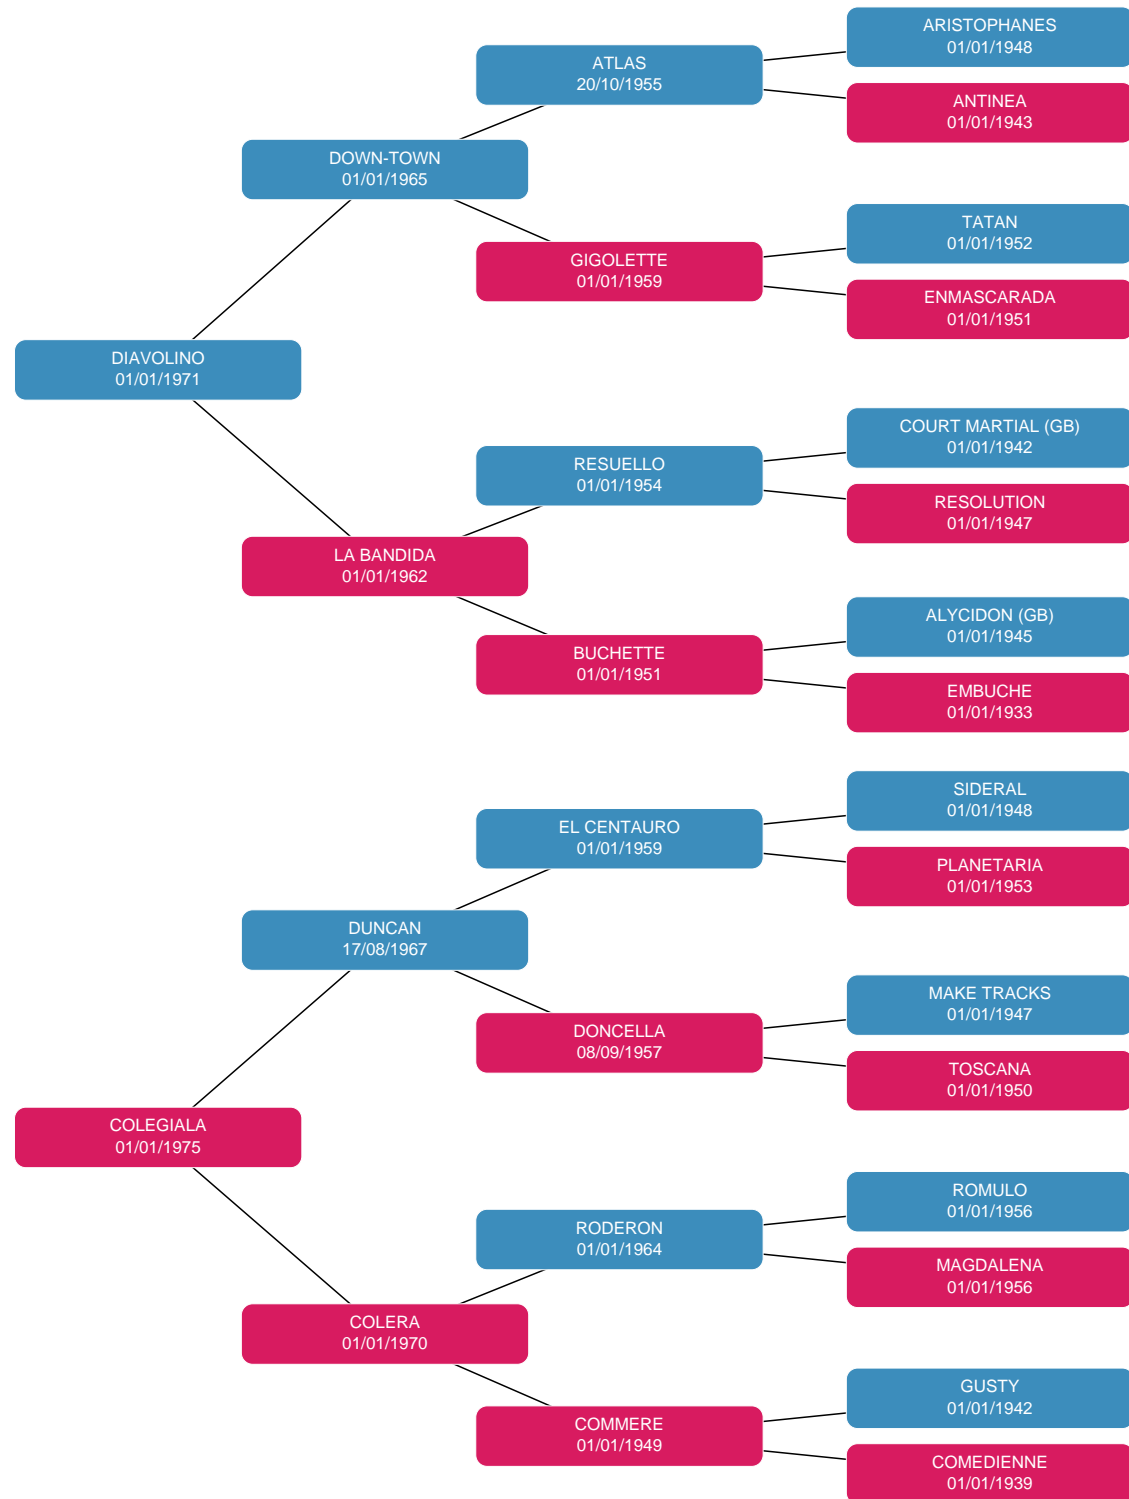 ARISTOPHANES
01/01/1948
ATLAS
20/10/1955
ANTINEA
01/01/1943
DOWN-TOWN
01/01/1965
TATAN
01/01/1952
GIGOLETTE
01/01/1959
ENMASCARADA
01/01/1951
DIAVOLINO
01/01/1971
COURT MARTIAL (GB)
01/01/1942
RESUELLO
01/01/1954
RESOLUTION
01/01/1947
LA BANDIDA
01/01/1962
ALYCIDON (GB)
01/01/1945
BUCHETTE
01/01/1951
EMBUCHE
01/01/1933
SIDERAL
01/01/1948
EL CENTAURO
01/01/1959
PLANETARIA
01/01/1953
DUNCAN
17/08/1967
MAKE TRACKS
01/01/1947
DONCELLA
08/09/1957
TOSCANA
01/01/1950
COLEGIALA
01/01/1975
ROMULO
01/01/1956
RODERON
01/01/1964
MAGDALENA
01/01/1956
COLERA
01/01/1970
GUSTY
01/01/1942
COMMERE
01/01/1949
COMEDIENNE
01/01/1939